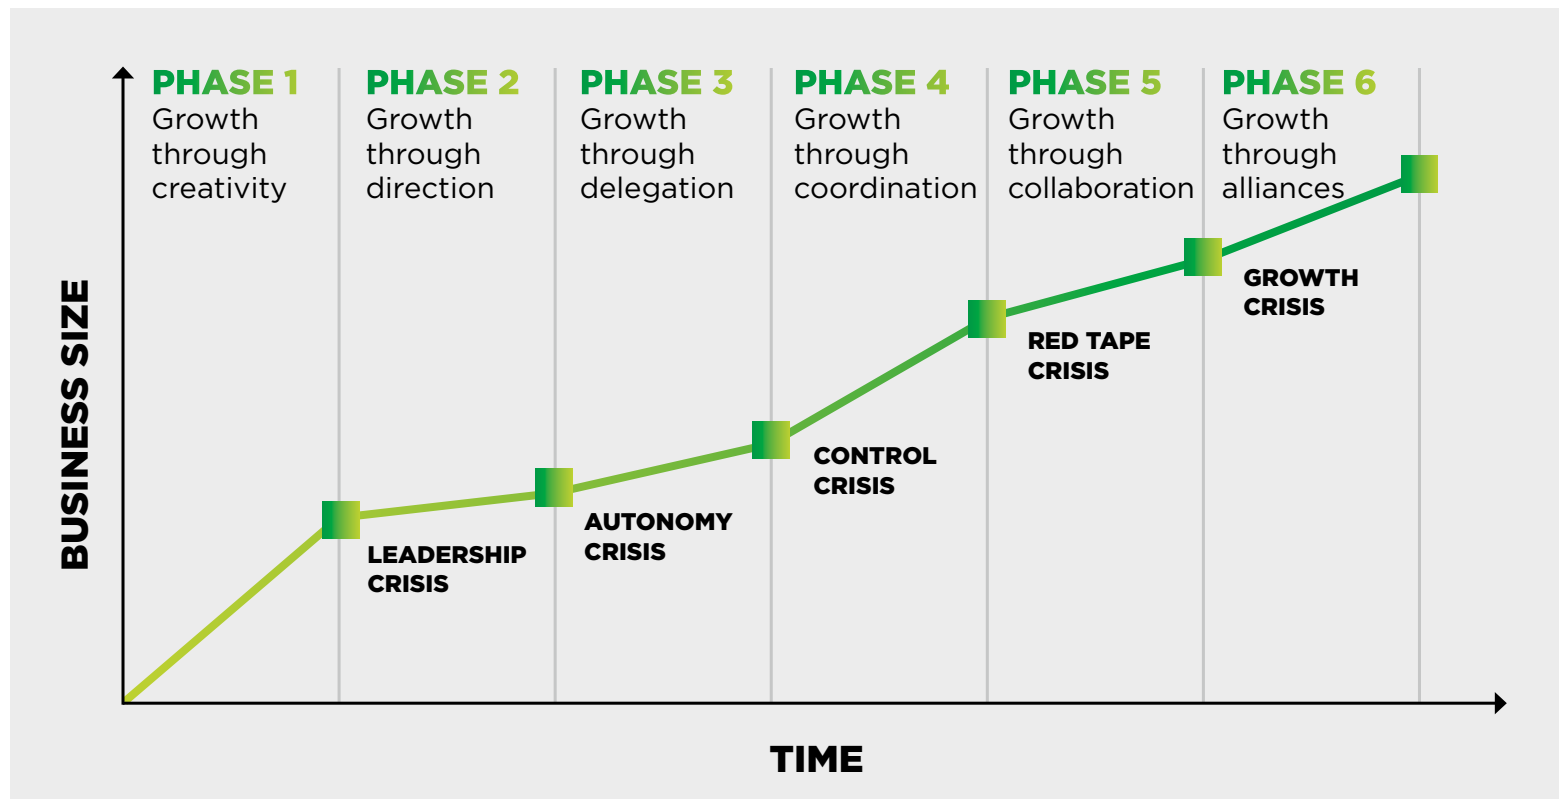 PHASE 1
Growth
through
creativity
PHASE 2
Growth
through
direction
PHASE 3
Growth
through
delegation
PHASE 4
Growth
through
coordination
PHASE 5
Growth
through
collaboration
PHASE 6
Growth
through
alliances
BUSINESS SIZE
LEADERSHIP
CRISIS
AUTONOMY
CRISIS
CONTROL
CRISIS
RED TAPE
CRISIS
GROWTH
CRISIS
TIME